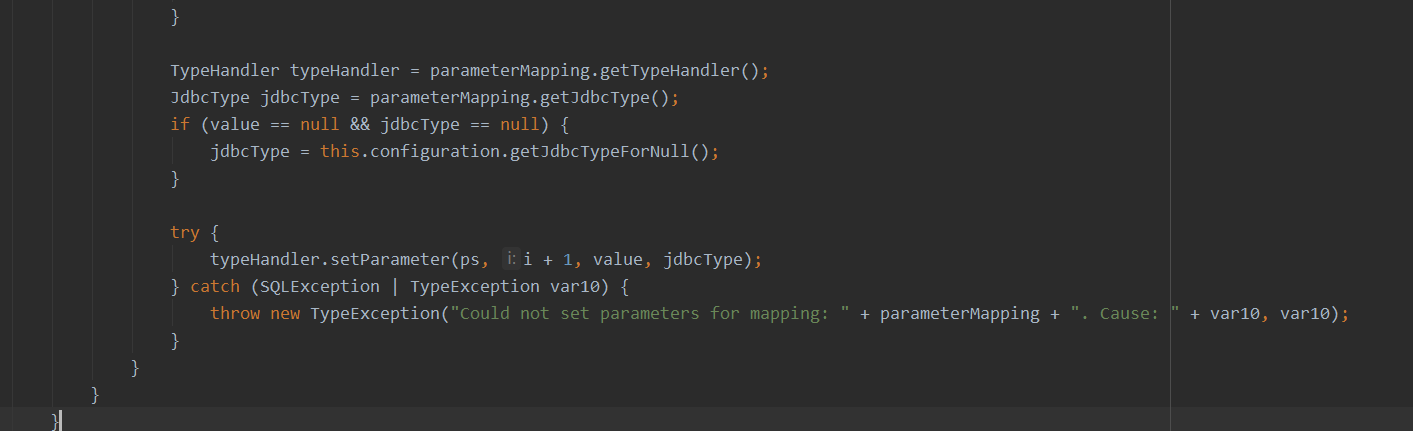 }
TypeHandler typeHandler = parameterMapping.getTypeHandler();
JdbcType jdbcType = parameterMapping.getJdbcType();
if (value == null && jdbcType == null) {
jdbcType = this.configuration.getJdbcTypeForNull();
}
try {
typeHandler.setParameter(ps, i: i + 1, value, jdbcType);
} catch (SQLException | TypeException var10) {
throw new TypeException("Could not set parameters for mapping: " + parameterMapping + ". Cause: " + var10, var10);
}
}
}
}